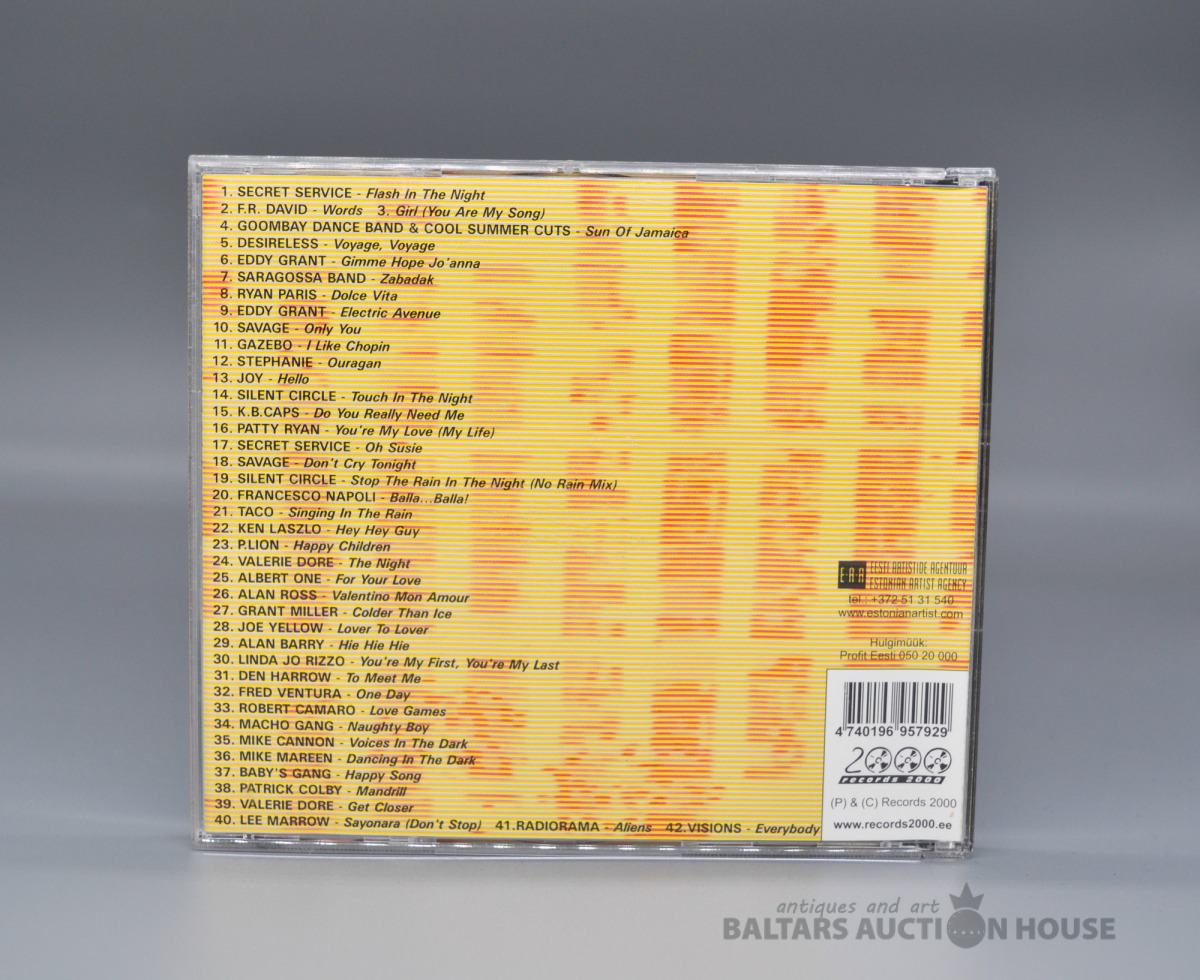 1. SECRET SERVICE - Flash In The Night
2. F.R. DAVID - Words 3. Girl (You Are My Song)
4. GOOMBAY DANCE BAND & COOL SUMMER CUTS - Sun Of Jamaica
5. DESIRELESS - Voyage, Voyage
6. EDDY GRANT - Gimme Hope Jo'anna
7. SARAGOSSA BAND - Zabadak
8. RYAN PARIS - Dolce Vita
9. EDDY GRANT - Electric Avenue
10. SAVAGE - Only You
11. GAZEBO - I Like Chopin
12. STEPHANIE - Ouragan
13. JOY - Hello
14. SILENT CIRCLE - Touch In The Night
15. K.B.CAPS - Do You Really Need Me
16. PATTY RYAN - You're My Love (My Life)
17. SECRET SERVICE - Oh Susie
18. SAVAGE - Don't Cry Tonight
19. SILENT CIRCLE - Stop The Rain In The Night (No Rain Mix)
20. FRANCESCO NAPOLI - Balla...Balla!
21. TACO - Singing In The Rain
22. KEN LASZLO - Hey Hey Guy
23. P.LION - Happy Children
24. VALERIE DORE - The Night
25. ALBERT ONE - For Your Love
26. ALAN ROSS - Valentino Mon Amour
27. GRANT MILLER - Colder Than Ice
28. JOE YELLOW - Lover To Lover
29. ALAN BARRY - Hie Hie Hie
30. LINDA JO RIZZO - You're My First, You're My Last
31. DEN HARROW - To Meet Me
32. FRED VENTURA - One Day
33. ROBERT CAMARO - Love Games
34. MACHO GANG - Naughty Boy
35. MIKE CANNON - Voices In The Dark
36. MIKE MAREEN - Dancing In The Dark
37. BABY'S GANG - Happy Song
38. PATRICK COLBY - Mandrill
39. VALERIE DORE - Get Closer
40. LEE MARROW - Sayonara (Don't Stop) 41.RADIORAMA - Aliens 42.VISIONS - Everybody
E A A EESTI ARTISTIDE AGENTUUR
ESTONIAN ARTIST AGENCY
tel.: +372 51 31 540
www.estonianartist.com
Hulgimüük:
Profit Eesti 050 20 000
4 740196 957929
2000
records 2000
(P) & (C) Records 2000
www.records2000.ee
antiques and art
BALTARS AUCTION HOUSE